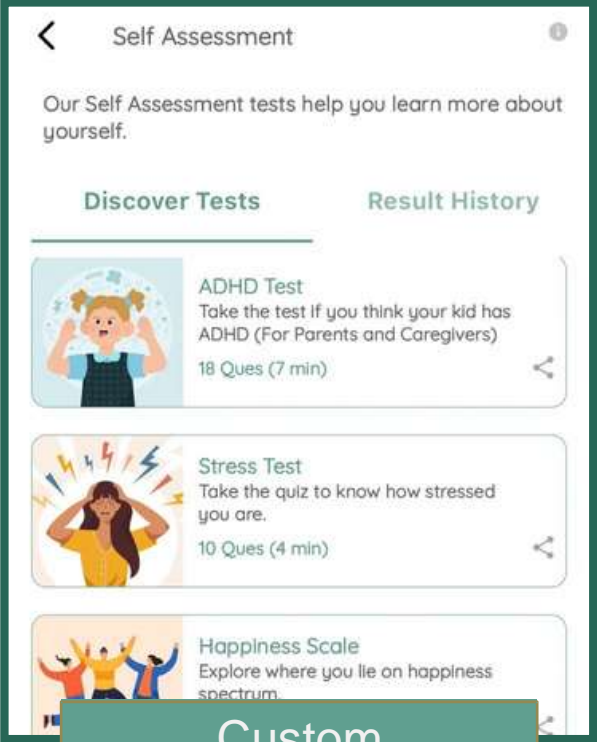 Self Assessment
Our Self Assessment tests help you learn more about
yourself.
Discover Tests
Result History
ADHD Test
Take the test if you think your kid has
ADHD (For Parents and Caregivers)
18 Ques (7 min)
Stress Test
Take the quiz to know how stressed
you are.
10 Ques (4 min)
Happiness Scale
Explore where you lie on happiness
spectrum.
Custom